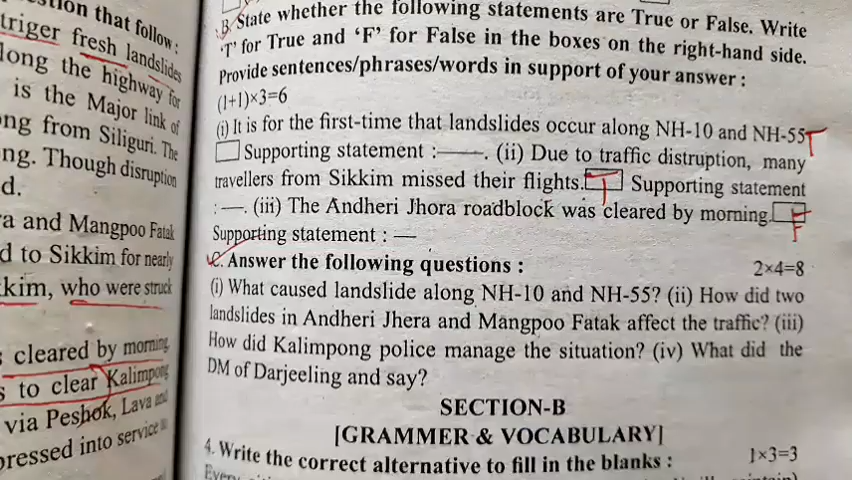 stion that follow :
triger fresh landslides
long the highway for
is the Major link of
ng from Siliguri. The
ng. Though disruption
d.
ra and Mangpoo Fatak
d to Sikkim for nearly
kim, who were struck
s cleared by morning.
s to clear Kalimpong
via Peshok, Lava and
pressed into service
B. State whether the following statements are True or False. Write
'T' for True and 'F' for False in the boxes on the right-hand side.
Provide sentences/phrases/words in support of your answer :
(1+1)×3=6
(i) It is for the first-time that landslides occur along NH-10 and NH-55 T
Supporting statement :——. (ii) Due to traffic distruption, many
travellers from Sikkim missed their flights. T Supporting statement
:—. (iii) The Andheri Jhora roadblock was cleared by morning. F
Supporting statement : —
C. Answer the following questions : 2×4=8
(i) What caused landslide along NH-10 and NH-55? (ii) How did two
landslides in Andheri Jhera and Mangpoo Fatak affect the traffic? (iii)
How did Kalimpong police manage the situation? (iv) What did the
DM of Darjeeling and say?
SECTION-B
[GRAMMER & VOCABULARY]
4. Write the correct alternative to fill in the blanks : 1×3=3